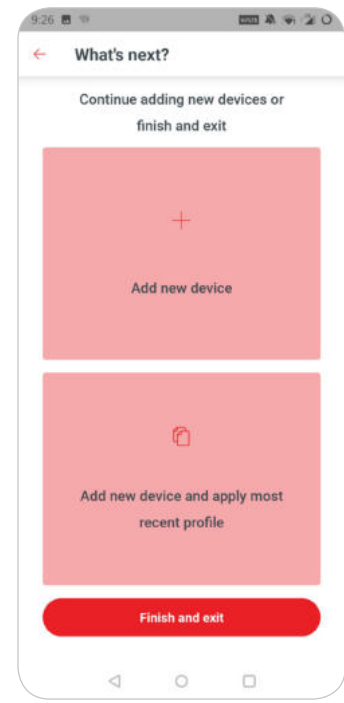 9:26
What's next?
Continue adding new devices or
finish and exit
Add new device
Add new device and apply most
recent profile
Finish and exit